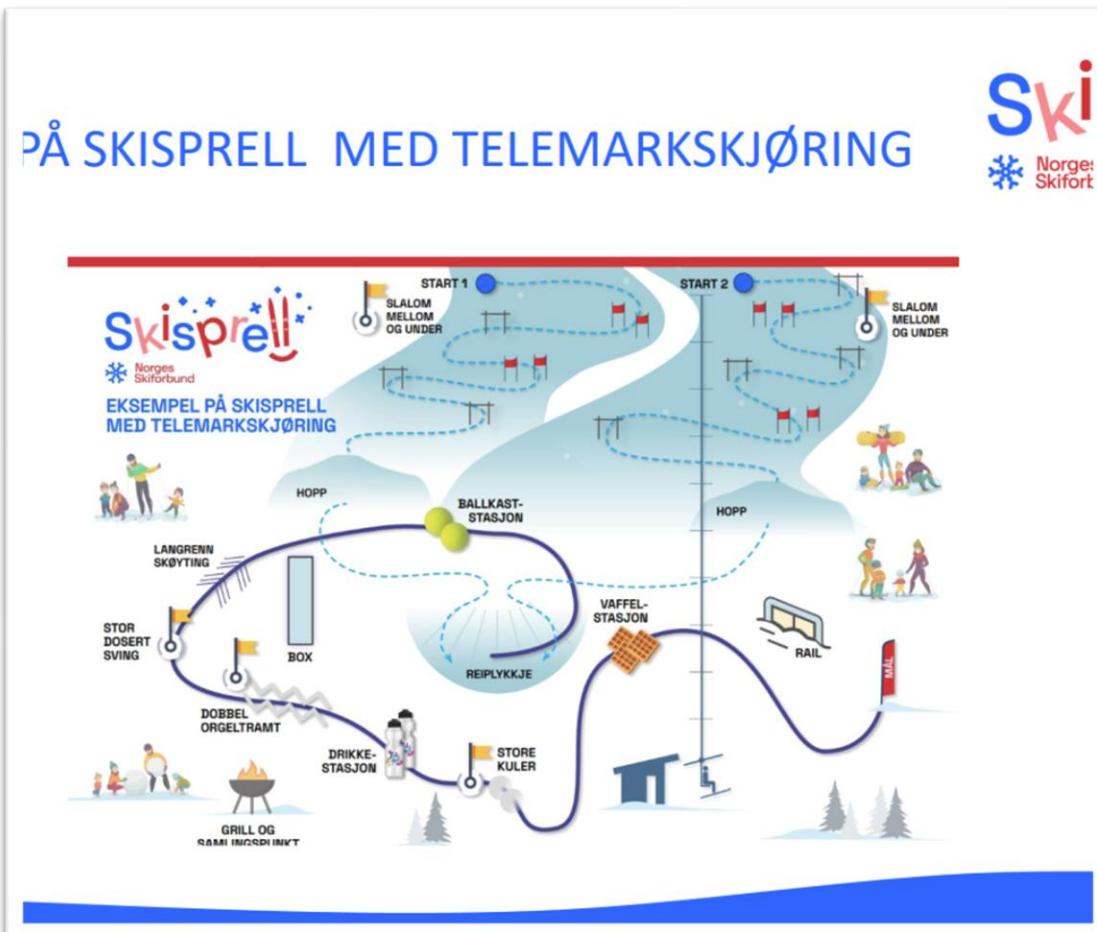 Ski
Norges
Skiforb
PÅ SKISPRELL MED TELEMARKSKJØRING
START 1
START 2
SLALOM
MELLOM
OG UNDER
SLALOM
MELLOM
OG UNDER
Skisprell
Norges
Skiforbund
EKSEMPEL PÅ SKISPRELL
MED TELEMARKSKJØRING
HOPP
BALLKAST-
STASJON
HOPP
LANGRENN
SKØYTING
STOR
DOSERT
SVING
BOX
REIPLYKKJE
VAFFEL-
STASJON
RAIL
MÅL
DOBBEL
ORGELTRAMT
DRIKKE-
STASJON
STORE
KULER
GRILL OG
SAMLINGSPUNKT